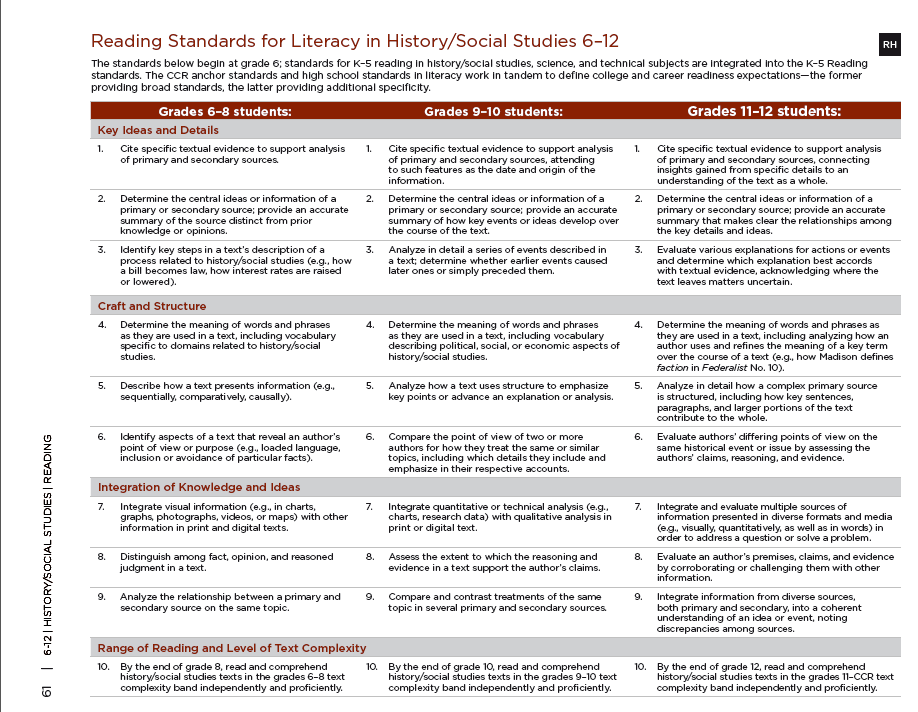 Reading Standards for Literacy in History/Social Studies 6–12
RH
The standards below begin at grade 6; standards for K–5 reading in history/social studies, science, and technical subjects are integrated into the K–5 Reading
standards. The CCR anchor standards and high school standards in literacy work in tandem to define college and career readiness expectations—the former
providing broad standards, the latter providing additional specificity.
Grades 6–8 students:
Grades 9–10 students:
Grades 11–12 students:
Key Ideas and Details
1. Cite specific textual evidence to support analysis
of primary and secondary sources.
1. Cite specific textual evidence to support analysis
of primary and secondary sources, attending
to such features as the date and origin of the
information.
1. Cite specific textual evidence to support analysis
of primary and secondary sources, connecting
insights gained from specific details to an
understanding of the text as a whole.
2. Determine the central ideas or information of a
primary or secondary source; provide an accurate
summary of the source distinct from prior
knowledge or opinions.
2. Determine the central ideas or information of a
primary or secondary source; provide an accurate
summary of how key events or ideas develop over
the course of the text.
2. Determine the central ideas or information of a
primary or secondary source; provide an accurate
summary that makes clear the relationships among
the key details and ideas.
3. Identify key steps in a text's description of a
process related to history/social studies (e.g., how
a bill becomes law, how interest rates are raised
or lowered).
3. Analyze in detail a series of events described in
a text; determine whether earlier events caused
later ones or simply preceded them.
3. Evaluate various explanations for actions or events
and determine which explanation best accords
with textual evidence, acknowledging where the
text leaves matters uncertain.
Craft and Structure
4. Determine the meaning of words and phrases
as they are used in a text, including vocabulary
specific to domains related to history/social
studies.
4. Determine the meaning of words and phrases
as they are used in a text, including vocabulary
describing political, social, or economic aspects of
history/social studies.
4. Determine the meaning of words and phrases as
they are used in a text, including analyzing how an
author uses and refines the meaning of a key term
over the course of a text (e.g., how Madison defines
faction in Federalist No. 10).
5. Describe how a text presents information (e.g.,
sequentially, comparatively, causally).
5. Analyze how a text uses structure to emphasize
key points or advance an explanation or analysis.
5. Analyze in detail how a complex primary source
is structured, including how key sentences,
paragraphs, and larger portions of the text
contribute to the whole.
6. Identify aspects of a text that reveal an author's
point of view or purpose (e.g., loaded language,
inclusion or avoidance of particular facts).
6. Compare the point of view of two or more
authors for how they treat the same or similar
topics, including which details they include and
emphasize in their respective accounts.
6. Evaluate authors' differing points of view on the
same historical event or issue by assessing the
authors' claims, reasoning, and evidence.
Integration of Knowledge and Ideas
7. Integrate visual information (e.g., in charts,
graphs, photographs, videos, or maps) with other
information in print and digital texts.
7. Integrate quantitative or technical analysis (e.g.,
charts, research data) with qualitative analysis in
print or digital text.
7. Integrate and evaluate multiple sources of
information presented in diverse formats and media
(e.g., visually, quantitatively, as well as in words) in
order to address a question or solve a problem.
8. Distinguish among fact, opinion, and reasoned
judgment in a text.
8. Assess the extent to which the reasoning and
evidence in a text support the author's claims.
8. Evaluate an author's premises, claims, and evidence
by corroborating or challenging them with other
information.
9. Analyze the relationship between a primary and
secondary source on the same topic.
9. Compare and contrast treatments of the same
topic in several primary and secondary sources.
9. Integrate information from diverse sources,
both primary and secondary, into a coherent
understanding of an idea or event, noting
discrepancies among sources.
Range of Reading and Level of Text Complexity
10. By the end of grade 8, read and comprehend
history/social studies texts in the grades 6–8 text
complexity band independently and proficiently.
10. By the end of grade 10, read and comprehend
history/social studies texts in the grades 9–10 text
complexity band independently and proficiently.
10. By the end of grade 12, read and comprehend
history/social studies texts in the grades 11–CCR text
complexity band independently and proficiently.
61 | 6-12 | HISTORY/SOCIAL STUDIES | READING